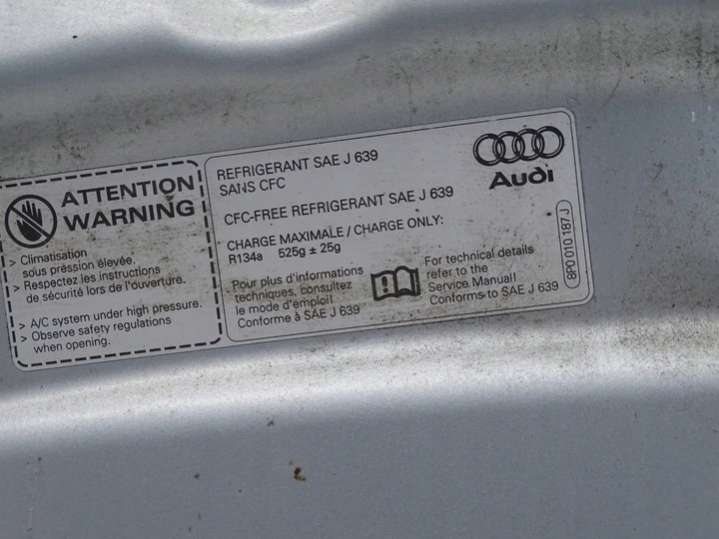 ATTENTION
WARNING
> Climatisation
sous pression élevée.
> Respectez les instructions
de sécurité lors de l'ouverture.
> A/C system under high pressure.
> Observe safety regulations
when opening.
REFRIGERANT SAE J 639
SANS CFC
CFC-FREE REFRIGERANT SAE J 639
CHARGE MAXIMALE / CHARGE ONLY:
R134a 525g ± 25g
Pour plus d'informations
techniques, consultez
le mode d'emploi!
Conforme à SAE J 639
For technical details
refer to the
Service Manual!
Conforms to SAE J 639
Audi
8P0 010 187 J